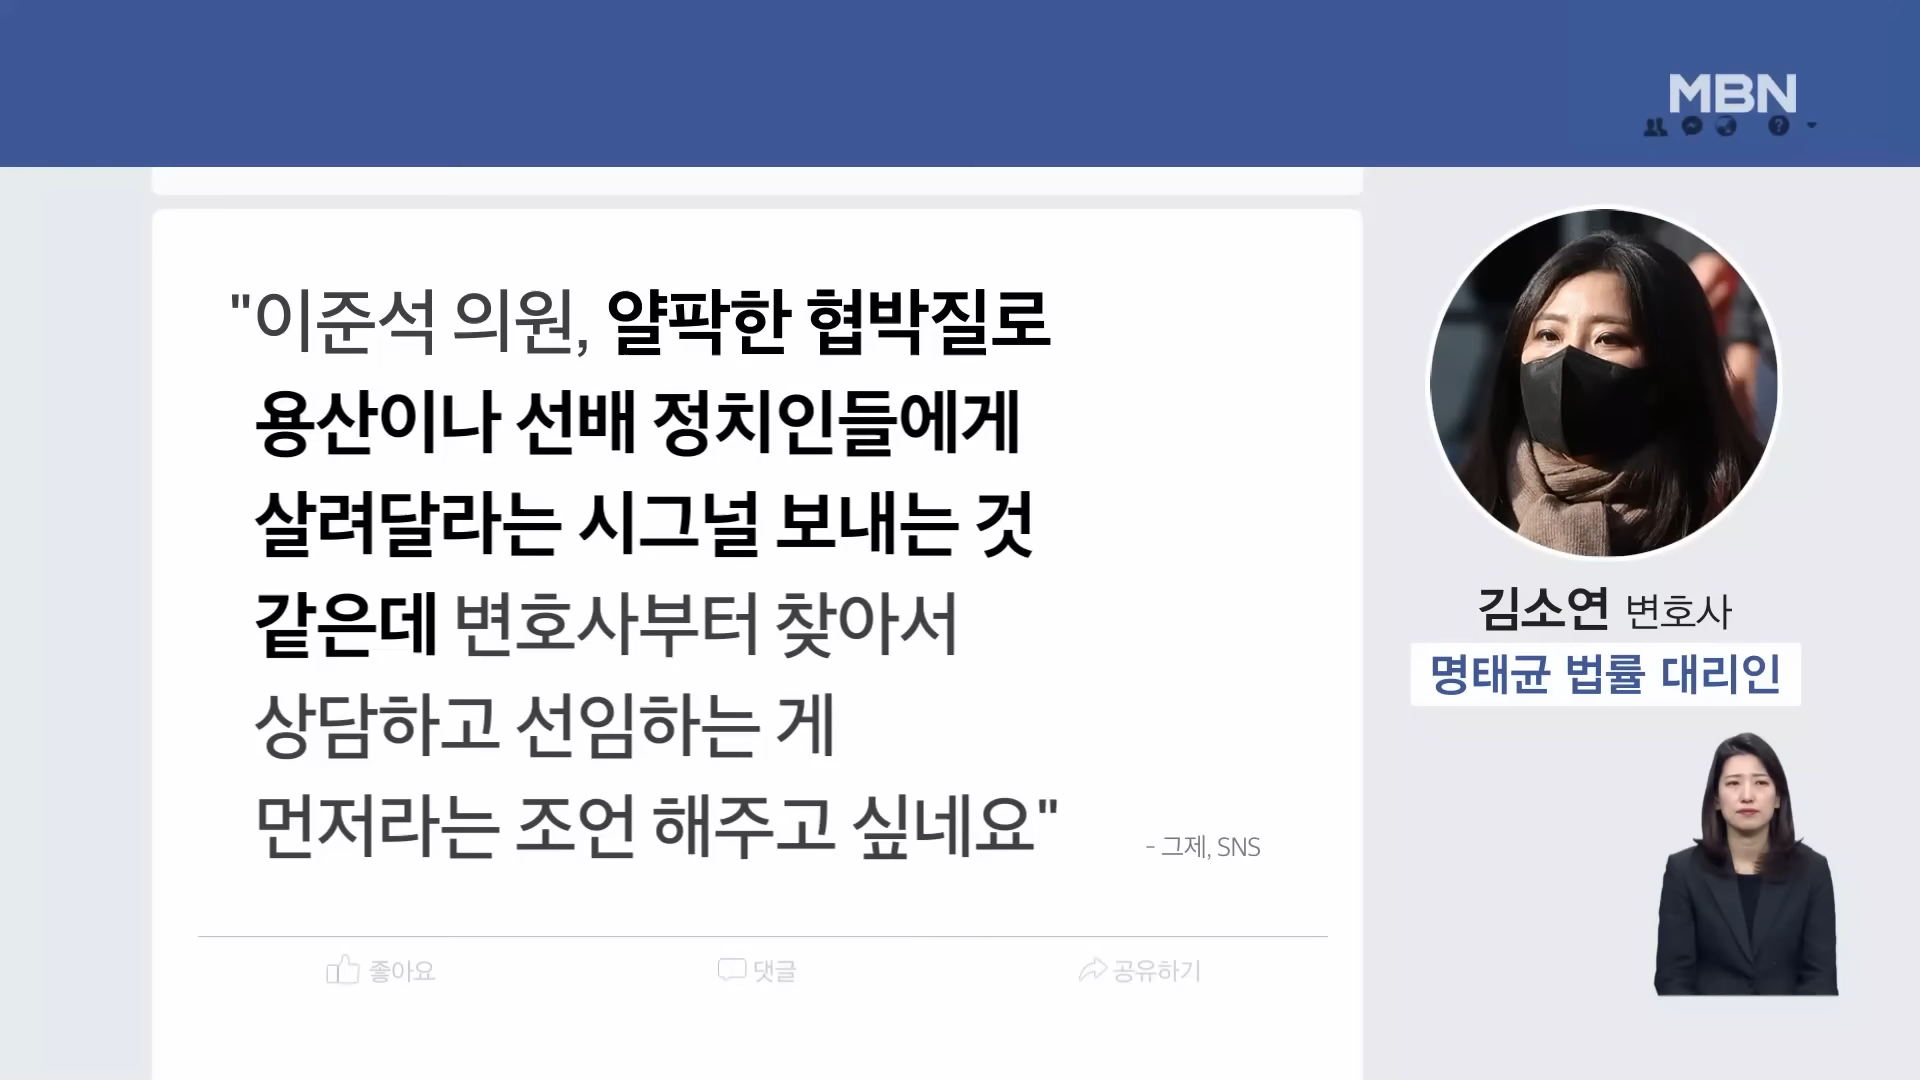 MBN
"이준석 의원, 얄팍한 협박질로
용산이나 선배 정치인들에게
살려달라는 시그널 보내는 것
같은데 변호사부터 찾아서
상담하고 선임하는 게
먼저라는 조언 해주고 싶네요"
- 그제, SNS
좋아요 댓글 공유하기
김소연 변호사
명태균 법률 대리인